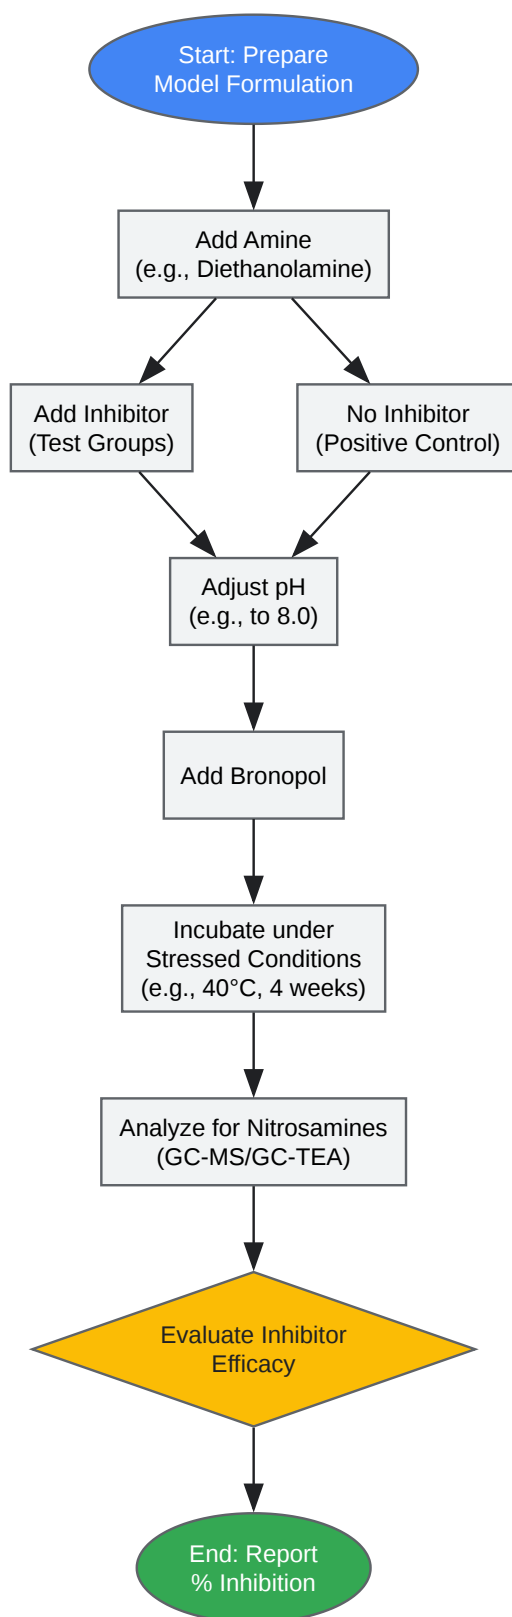 Start: Prepare
Model Formulation
Add Amine
(e.g., Diethanolamine)
Add Inhibitor
(Test Groups)
No Inhibitor
(Positive Control)
Adjust pH
(e.g., to 8.0)
Add Bronopol
Incubate under
Stressed Conditions
(e.g., 40°C, 4 weeks)
Analyze for Nitrosamines
(GC-MS/GC-TEA)
Evaluate Inhibitor
Efficacy
End: Report
% Inhibition